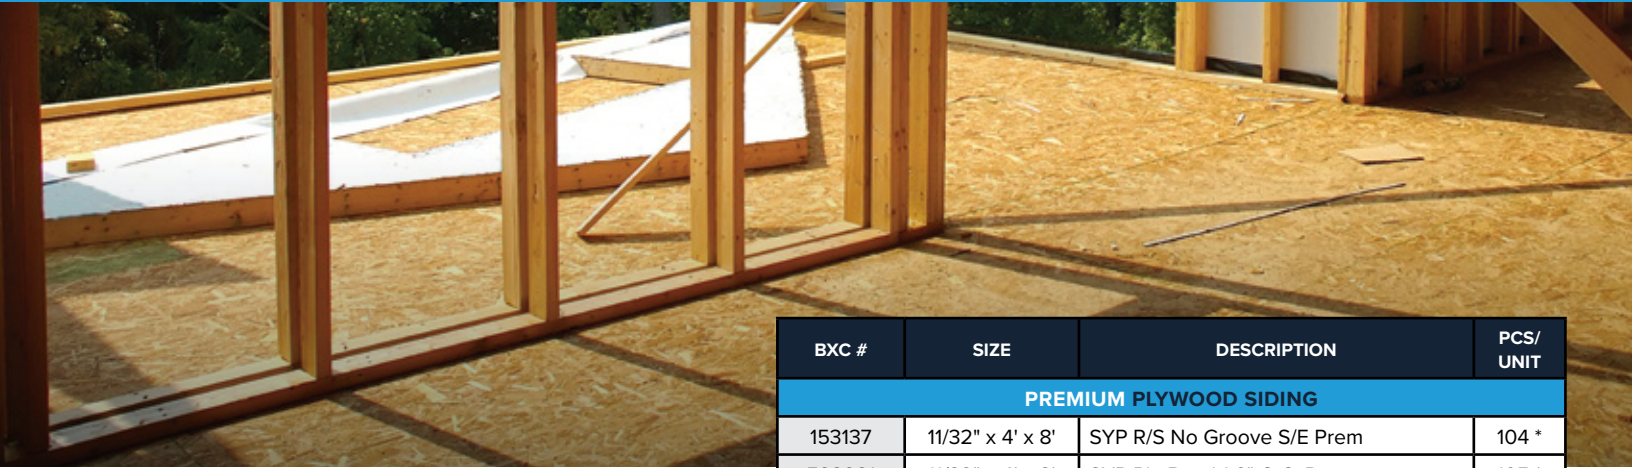 BXC # SIZE DESCRIPTION PCS/
UNIT
PREMIUM PLYWOOD SIDING
153137 11/32" x 4' x 8' SYP R/S No Groove S/E Prem 104 *